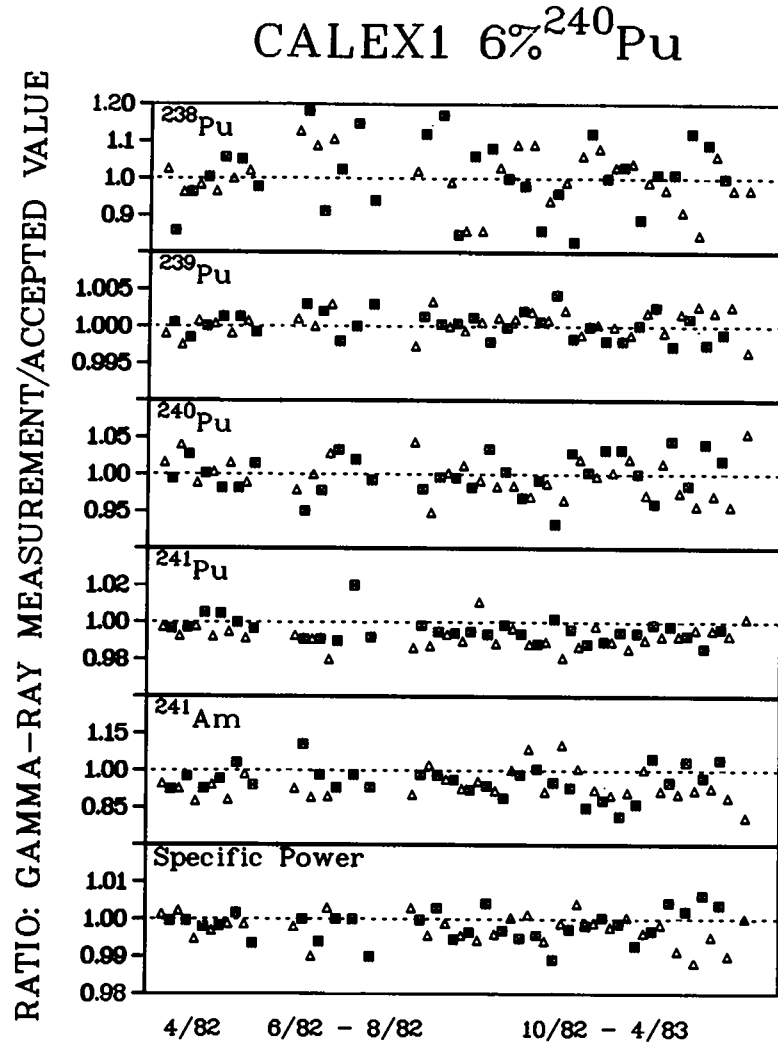 CALEX1 6% ²⁴⁰Pu
RATIO: GAMMA-RAY MEASUREMENT/ACCEPTED VALUE
²³⁸Pu
1.20
1.1
1.0
0.9
²³⁹Pu
1.005
1.000
0.995
²⁴⁰Pu
1.05
1.00
0.95
²⁴¹Pu
1.02
1.00
0.98
²⁴¹Am
1.15
1.00
0.85
Specific Power
1.01
1.00
0.99
0.98
4/82 6/82 - 8/82 10/82 - 4/83